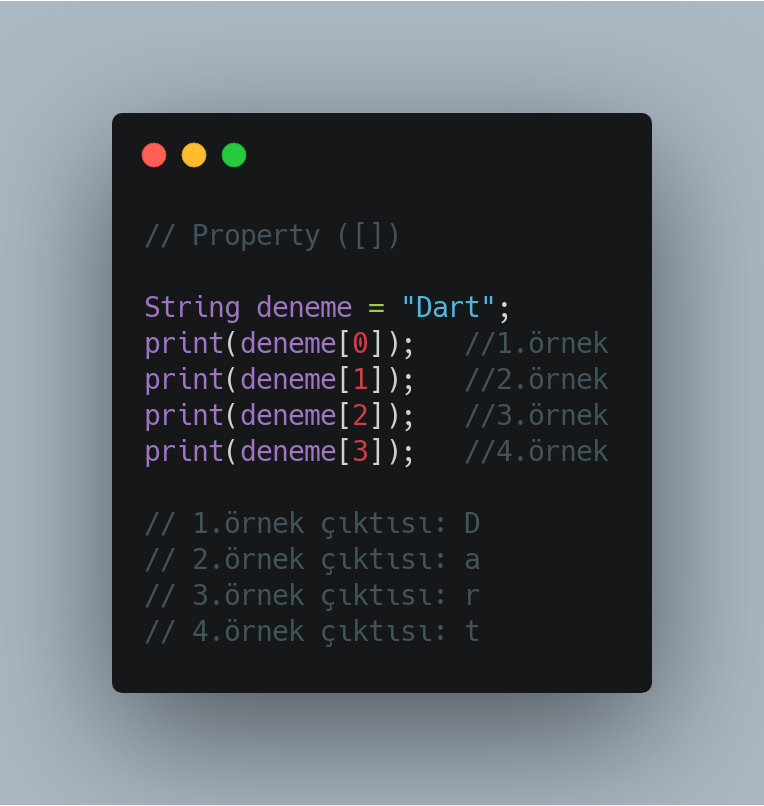 // Property ([])
String deneme = "Dart";
print(deneme[0]);   //1.örnek
print(deneme[1]);   //2.örnek
print(deneme[2]);   //3.örnek
print(deneme[3]);   //4.örnek
// 1.örnek çıktısı: D
// 2.örnek çıktısı: a
// 3.örnek çıktısı: r
// 4.örnek çıktısı: t